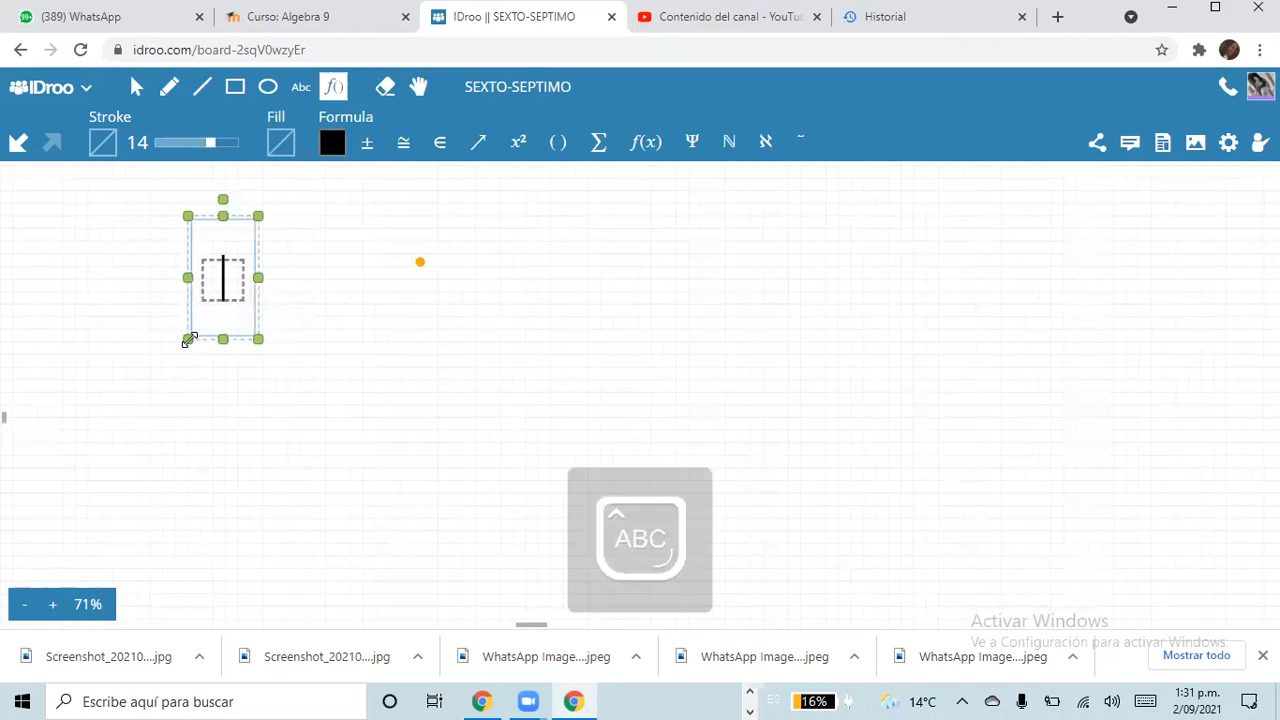 (389) WhatsApp
Curso: Algebra 9
IDroo || SEXTO-SEPTIMO
Contenido del canal - YouTu
Historial
idroo.com/board-2sqV0wzyEr
IDroo
Abc
f()
SEXTO-SEPTIMO
Stroke
Fill
Formula
14
± ≅ ∈ x² ( ) ∑ f(x) Ψ ℕ ℵ ~
ABC
- + 71%
Activar Windows
Ve a Configuración para activar Windows.
Screenshot_20210....jpg
Screenshot_20210....jpg
WhatsApp Image....jpeg
WhatsApp Image....jpeg
WhatsApp Image....jpeg
Mostrar todo
Escribe aquí para buscar
ES
16%
14°C
1:31 p.m.
2/09/2021